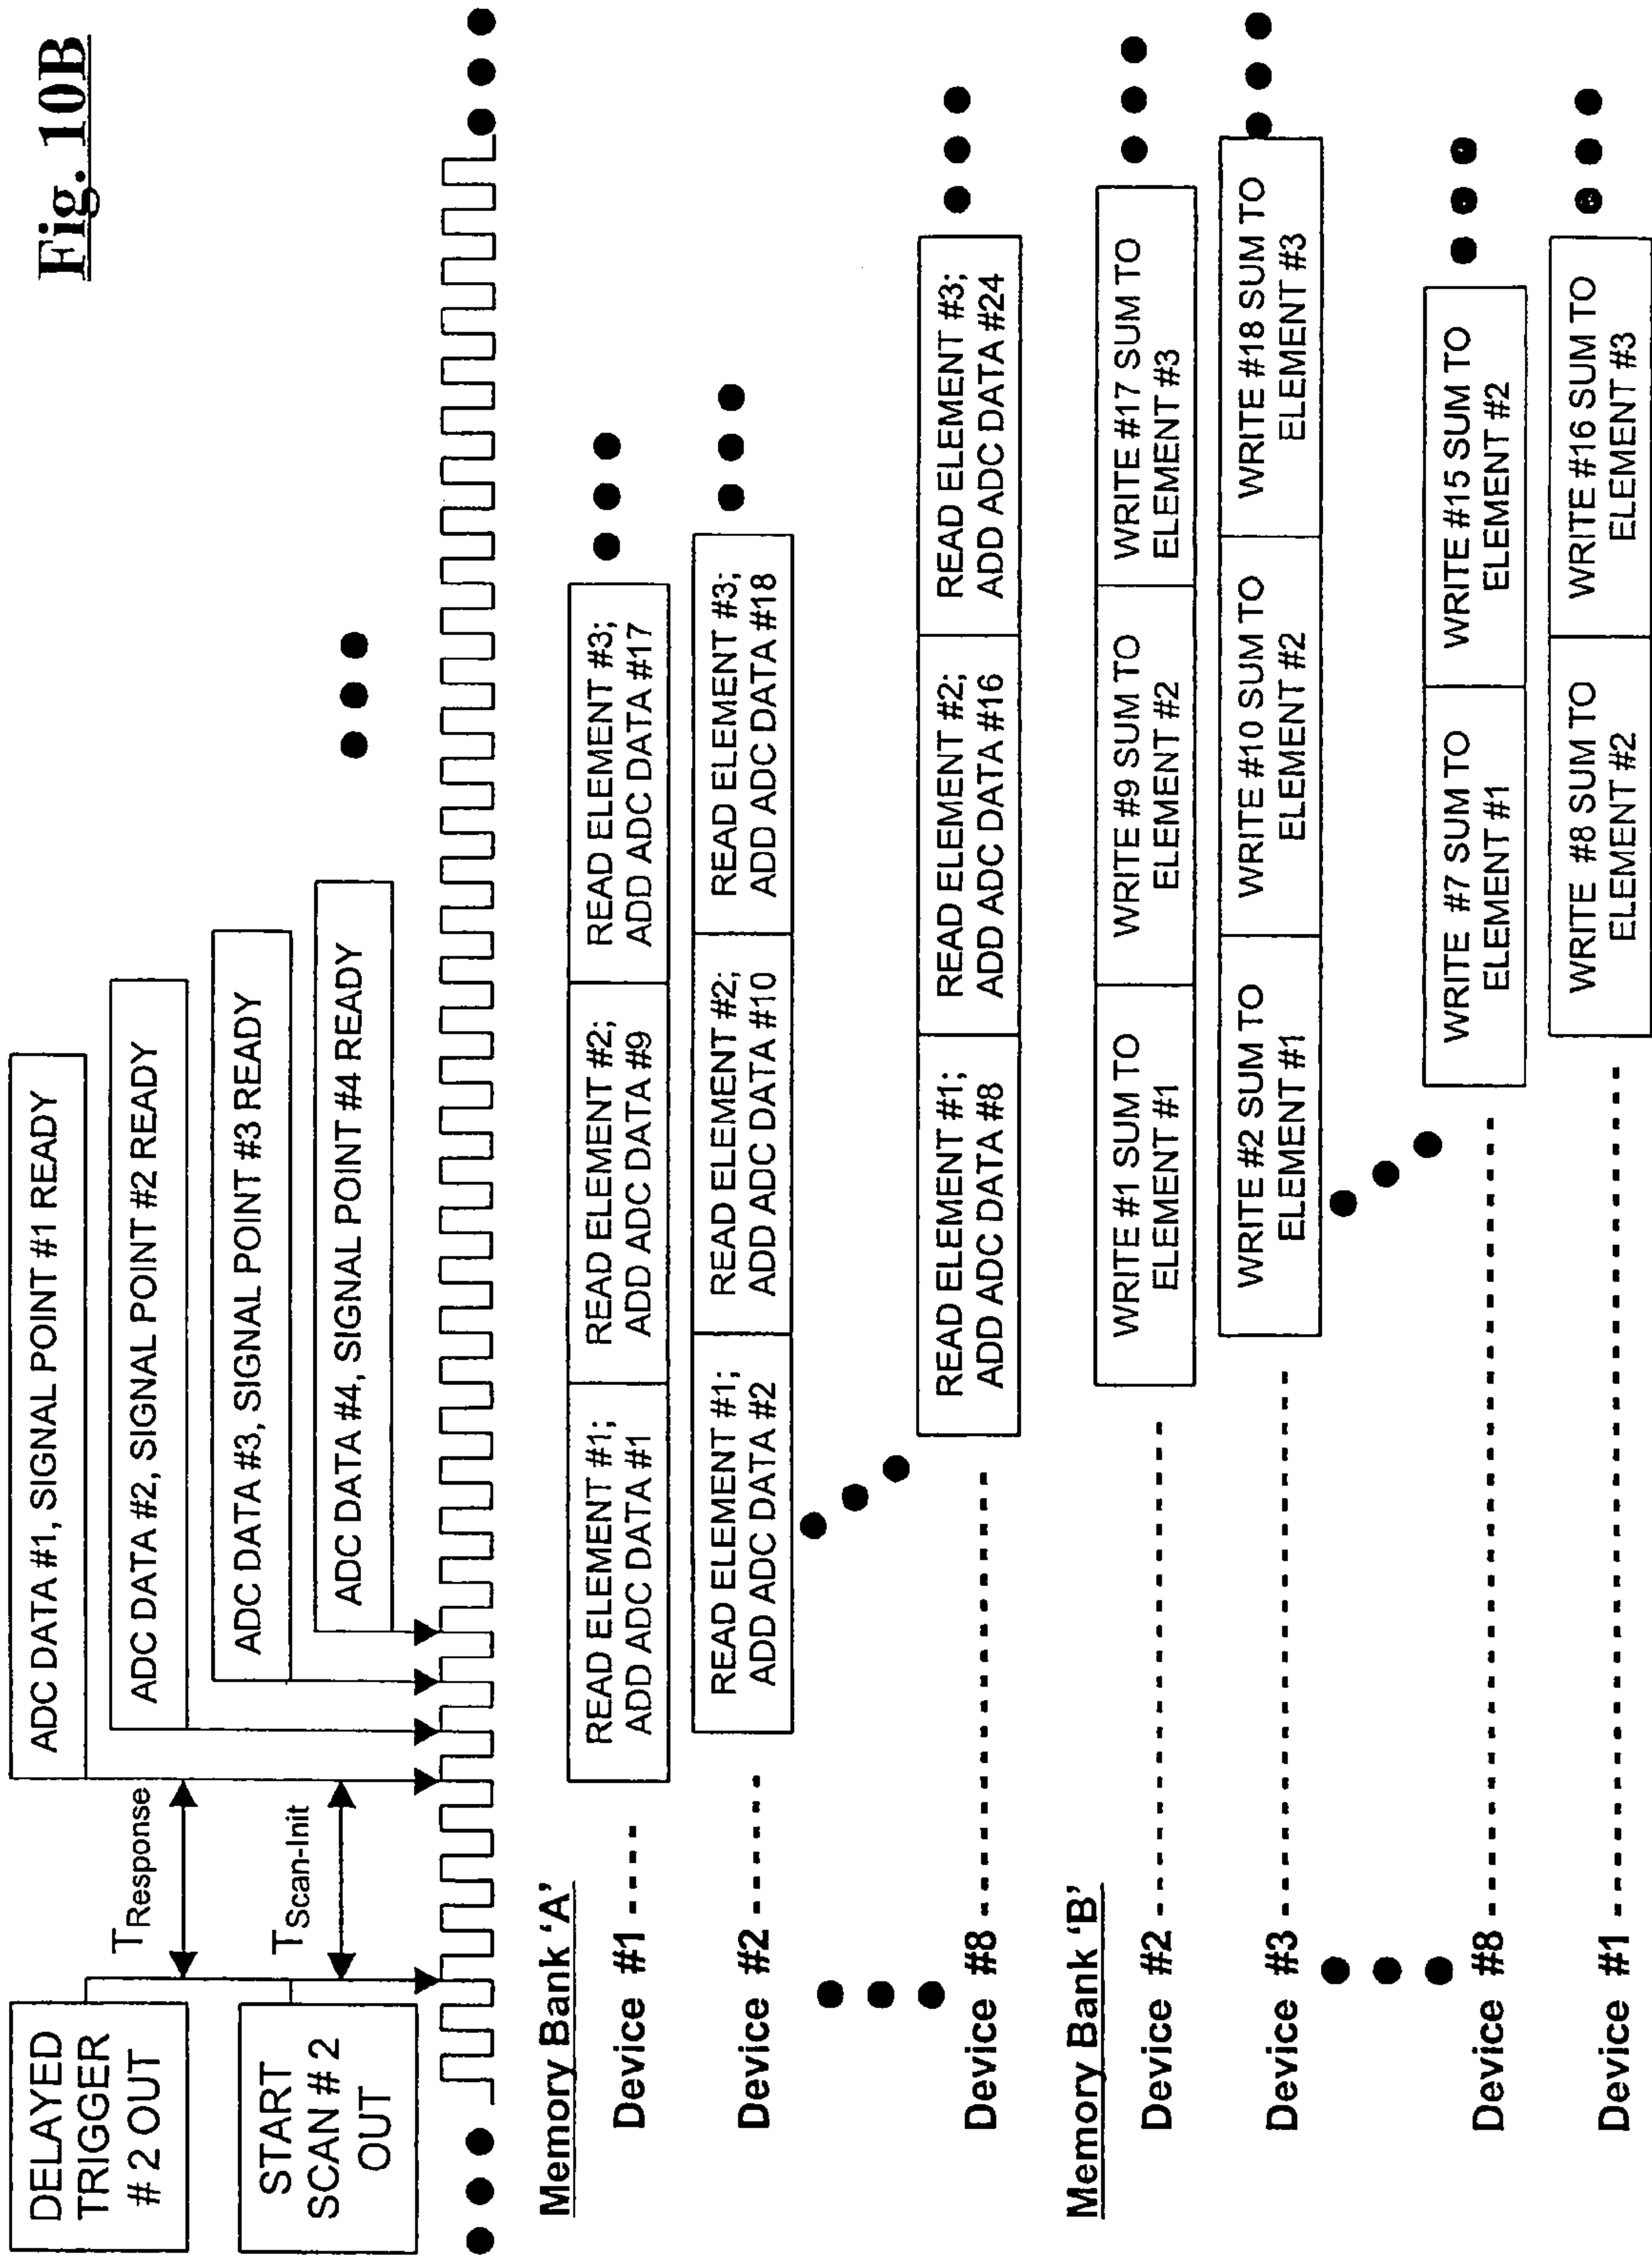 Fig. 10B
DELAYED
TRIGGER
# 2 OUT
START
SCAN # 2
OUT
TResponse
TScan-Init
ADC DATA #1, SIGNAL POINT #1 READY
ADC DATA #2, SIGNAL POINT #2 READY
ADC DATA #3, SIGNAL POINT #3 READY
ADC DATA #4, SIGNAL POINT #4 READY
Memory Bank ‘A’
Device #1
READ ELEMENT #1;
ADD ADC DATA #1
READ ELEMENT #2;
ADD ADC DATA #9
READ ELEMENT #3;
ADD ADC DATA #17
Device #2
READ ELEMENT #1;
ADD ADC DATA #2
READ ELEMENT #2;
ADD ADC DATA #10
READ ELEMENT #3;
ADD ADC DATA #18
Device #8
READ ELEMENT #1;
ADD ADC DATA #8
READ ELEMENT #2;
ADD ADC DATA #16
READ ELEMENT #3;
ADD ADC DATA #24
Memory Bank ‘B’
Device #2
WRITE #1 SUM TO
ELEMENT #1
WRITE #9 SUM TO
ELEMENT #2
WRITE #17 SUM TO
ELEMENT #3
Device #3
WRITE #2 SUM TO
ELEMENT #1
WRITE #10 SUM TO
ELEMENT #2
WRITE #18 SUM TO
ELEMENT #3
Device #8
WRITE #7 SUM TO
ELEMENT #1
WRITE #15 SUM TO
ELEMENT #2
Device #1
WRITE #8 SUM TO
ELEMENT #2
WRITE #16 SUM TO
ELEMENT #3